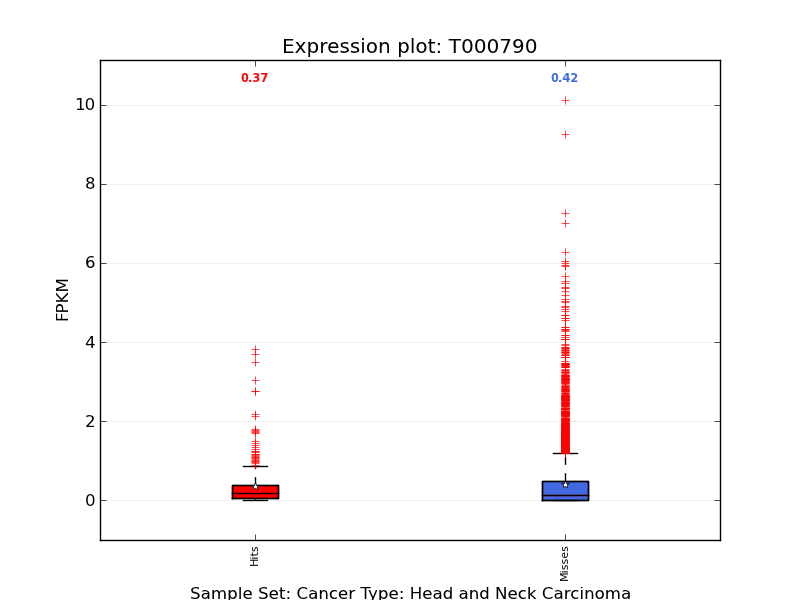 Expression plot: T000790
0.37 0.42
10
8
6
4
2
0
FPKM
Hits Misses
Sample Set: Cancer Type: Head and Neck Carcinoma